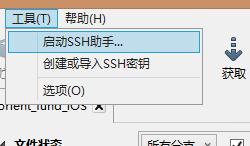 工具(T) 帮助(H)
启动SSH助手...
创建或导入SSH密钥
选项(O)
获取
orient_fund_iOS
文件状态
所有分支